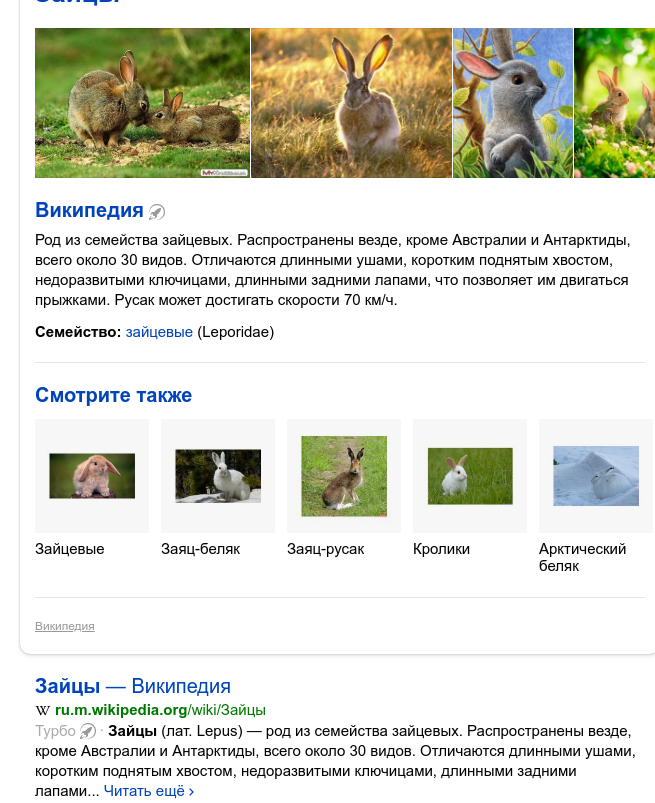 Зайцы
Википедия
Род из семейства зайцевых. Распространены везде, кроме Австралии и Антарктиды,
всего около 30 видов. Отличаются длинными ушами, коротким поднятым хвостом,
недоразвитыми ключицами, длинными задними лапами, что позволяет им двигаться
прыжками. Русак может достигать скорости 70 км/ч.
Семейство: зайцевые (Leporidae)
Смотрите также
Зайцевые
Заяц-беляк
Заяц-русак
Кролики
Арктический
беляк
Википедия
Зайцы — Википедия
W ru.m.wikipedia.org/wiki/Зайцы
Турбо · Зайцы (лат. Lepus) — род из семейства зайцевых. Распространены везде,
кроме Австралии и Антарктиды, всего около 30 видов. Отличаются длинными ушами,
коротким поднятым хвостом, недоразвитыми ключицами, длинными задними
лапами... Читать ещё ›